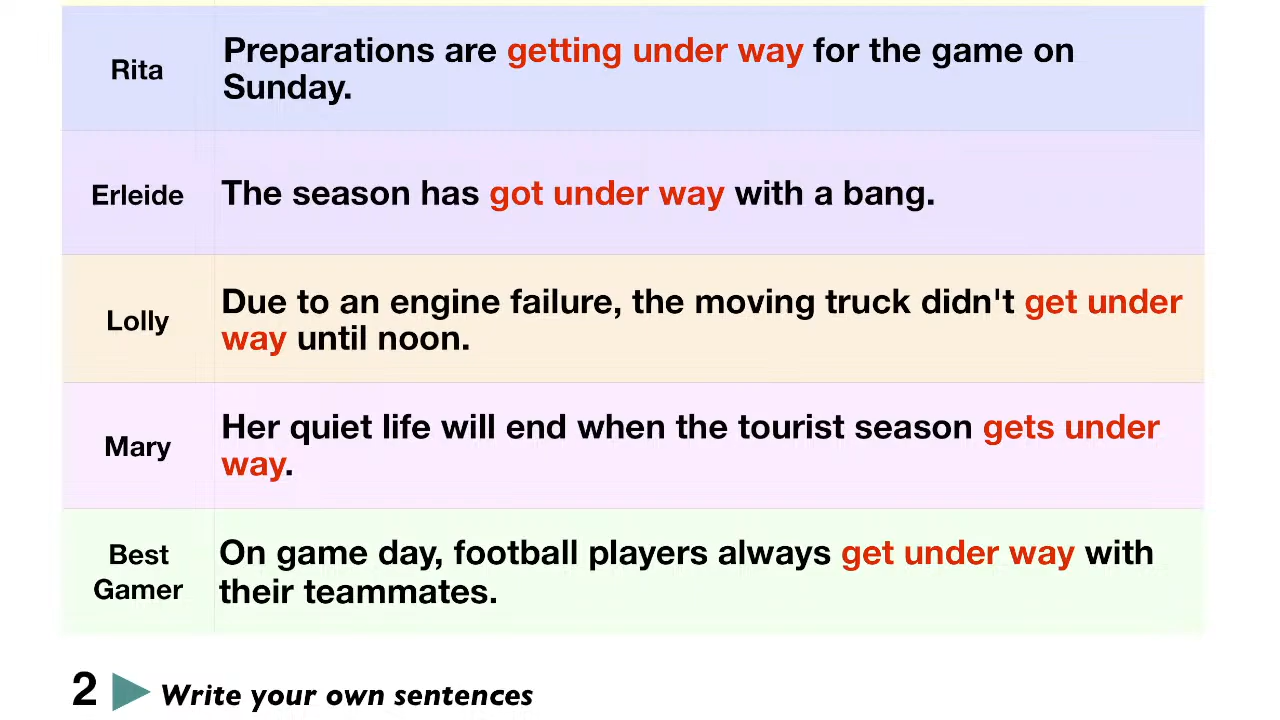 Rita
Preparations are getting under way for the game on
Sunday.
Erleide
The season has got under way with a bang.
Lolly
Due to an engine failure, the moving truck didn't get under
way until noon.
Mary
Her quiet life will end when the tourist season gets under
way.
Best
Gamer
On game day, football players always get under way with
their teammates.
2 Write your own sentences